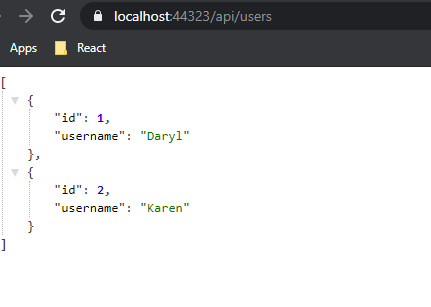 localhost:44323/api/users
Apps React
[
{
"id": 1,
"username": "Daryl"
},
{
"id": 2,
"username": "Karen"
}
]